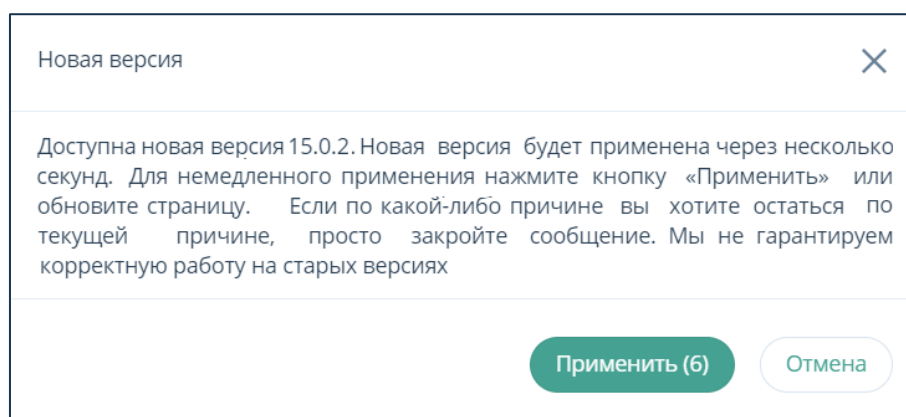 Новая версия
Доступна новая версия 15.0.2. Новая версия будет применена через несколько
секунд. Для немедленного применения нажмите кнопку «Применить» или
обновите страницу. Если по какой-либо причине вы хотите остаться по
текущей причине, просто закройте сообщение. Мы не гарантируем
корректную работу на старых версиях
Применить (6) Отмена